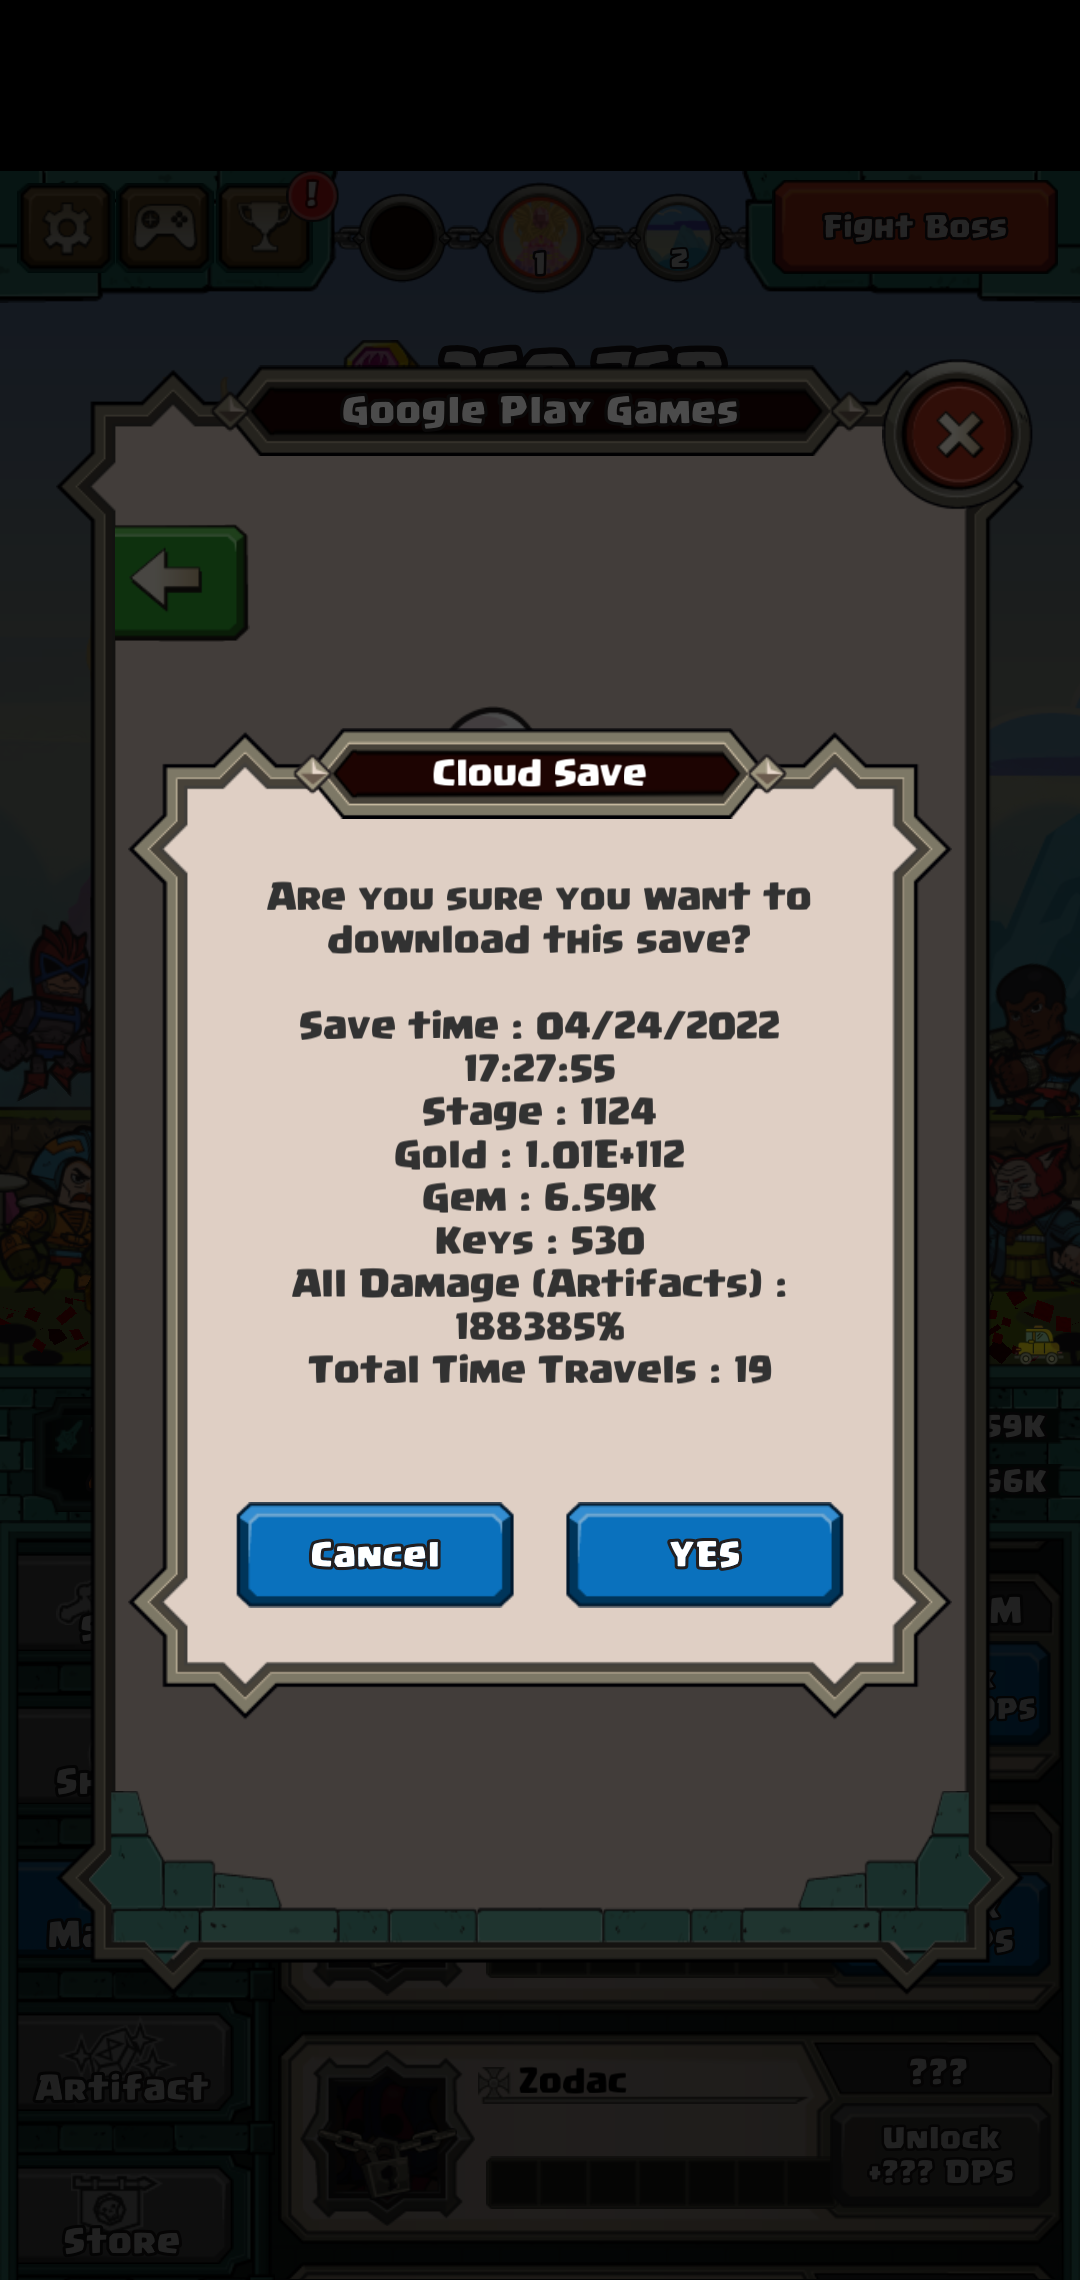 !
1
2
Fight Boss
Google Play Games
Cloud Save
Are you sure you want to
download this save?
Save time : 04/24/2022
17:27:55
Stage : 1124
Gold : 1.01E+112
Gem : 6.59K
Keys : 530
All Damage (Artifacts) :
188385%
Total Time Travels : 19
59K
66K
Cancel
YES
M
Artifact
Zodac
???
Unlock
+??? DPS
Store